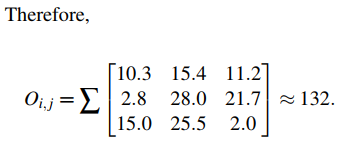 Therefore,
10.3 15.4 11.2
O_{i,j} = ∑ [2.8 28.0 21.7] ≈ 132.
15.0 25.5 2.0